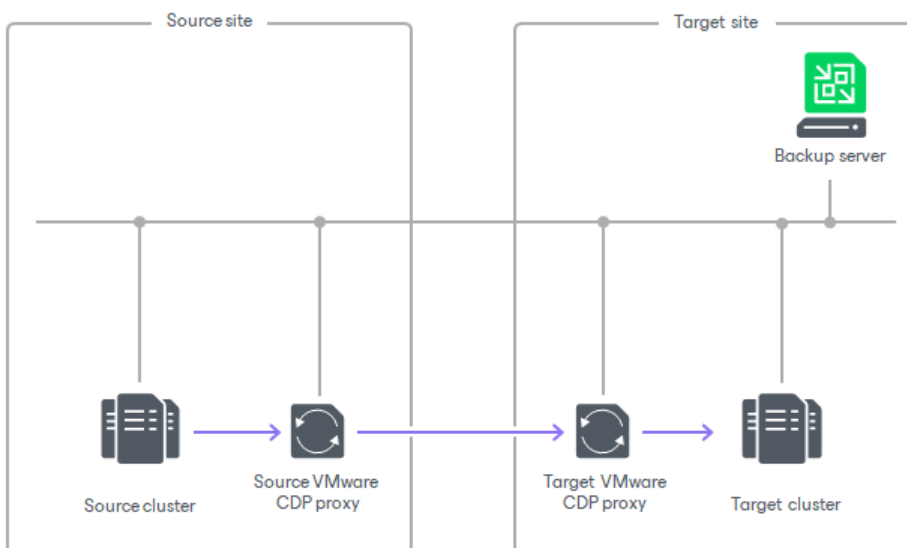 Source site
Target site
Backup server
Source cluster
Source VMware
CDP proxy
Target VMware
CDP proxy
Target cluster